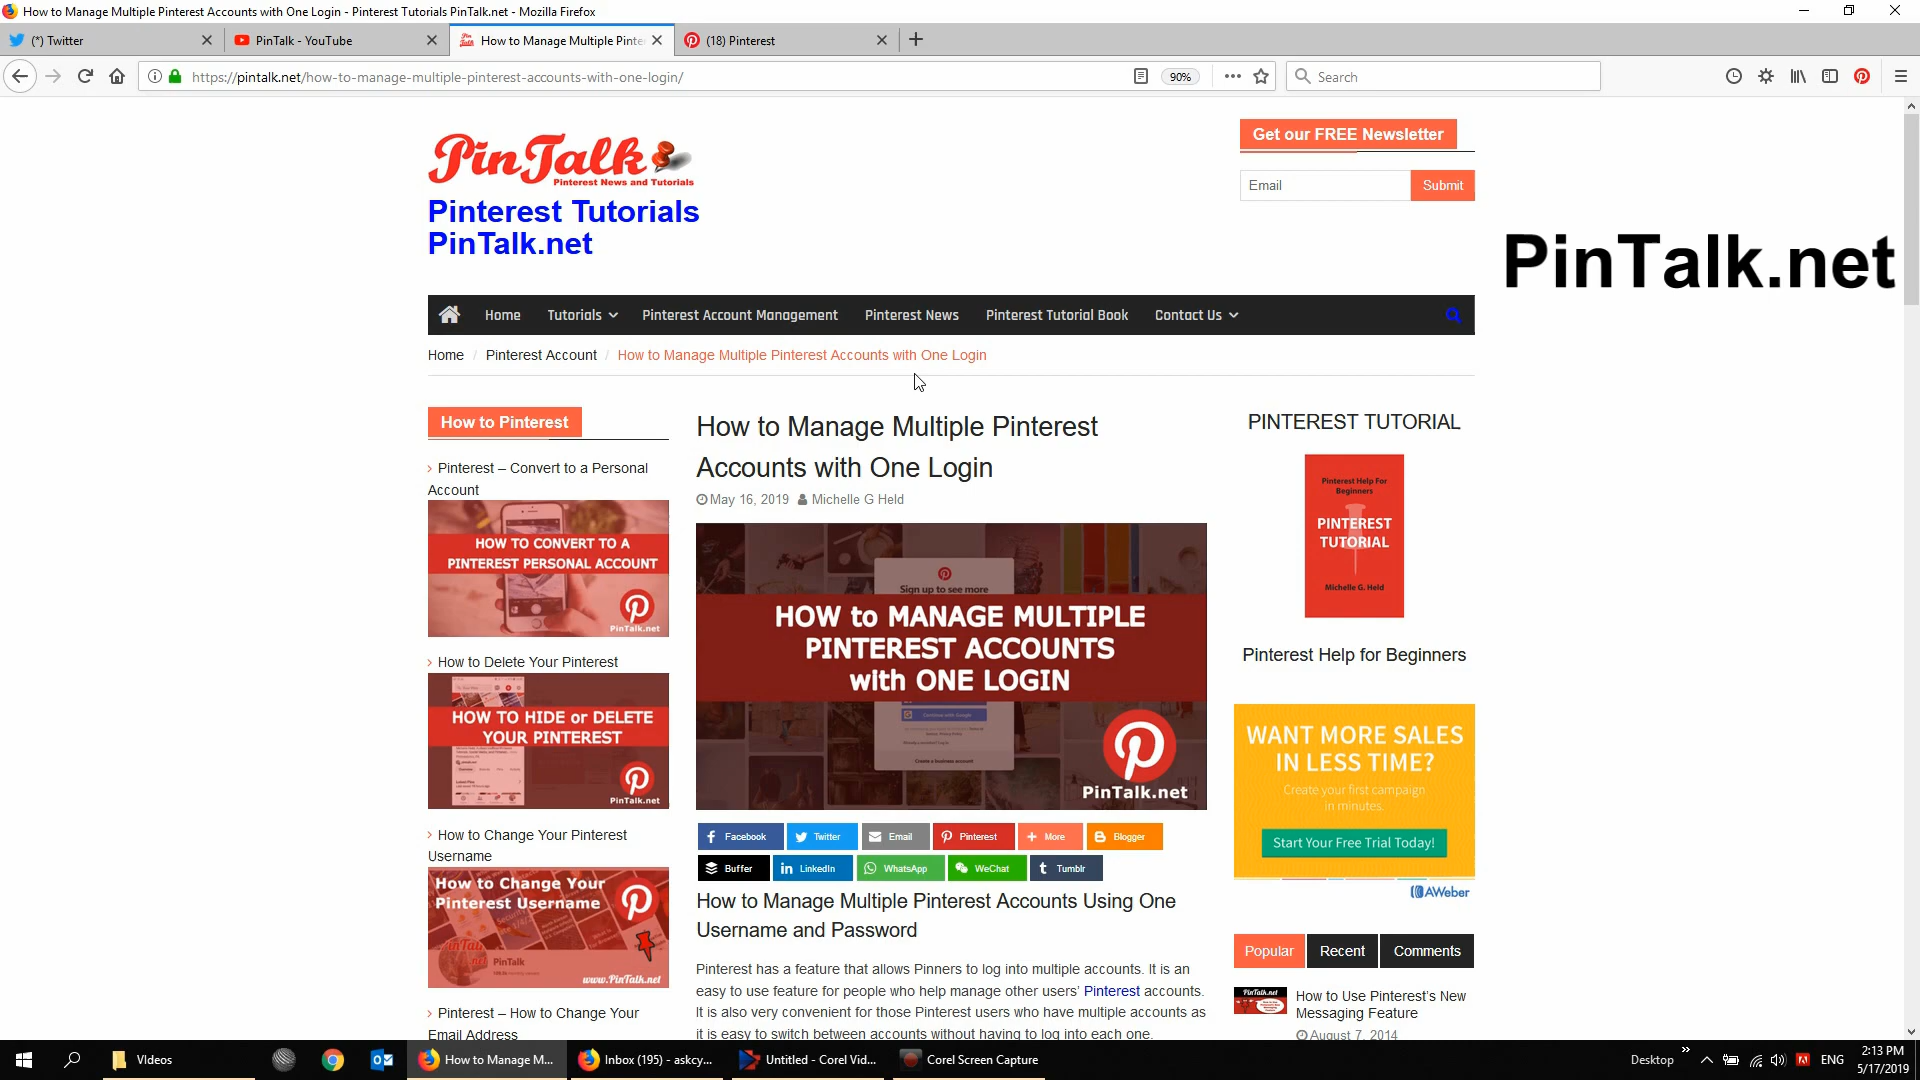 How to Manage Multiple Pinterest Accounts with One Login - Pinterest Tutorials PinTalk.net - Mozilla Firefox
(*) Twitter
PinTalk - YouTube
How to Manage Multiple Pinte
(18) Pinterest
https://pintalk.net/how-to-manage-multiple-pinterest-accounts-with-one-login/
90%
Search
PinTalk
Pinterest News and Tutorials
Pinterest Tutorials
PinTalk.net
Get our FREE Newsletter
Email
Submit
PinTalk.net
Home
Tutorials
Pinterest Account Management
Pinterest News
Pinterest Tutorial Book
Contact Us
Home / Pinterest Account / How to Manage Multiple Pinterest Accounts with One Login
How to Pinterest
Pinterest – Convert to a Personal
Account
HOW TO CONVERT TO A
PINTEREST PERSONAL ACCOUNT
PinTalk.net
How to Delete Your Pinterest
HOW TO HIDE or DELETE
YOUR PINTEREST
PinTalk.net
How to Change Your Pinterest
Username
How to Change Your
Pinterest Username
PinTalk
www.PinTalk.net
Pinterest – How to Change Your
Email Address
How to Manage Multiple Pinterest
Accounts with One Login
May 16, 2019 Michelle G Held
Sign up to see more
HOW to MANAGE MULTIPLE
PINTEREST ACCOUNTS
with ONE LOGIN
Continue with Google
Create a business account
PinTalk.net
Facebook
Twitter
Email
Pinterest
More
Blogger
Buffer
LinkedIn
WhatsApp
WeChat
Tumblr
How to Manage Multiple Pinterest Accounts Using One
Username and Password
Pinterest has a feature that allows Pinners to log into multiple accounts. It is an
easy to use feature for people who help manage other users' Pinterest accounts.
It is also very convenient for those Pinterest users who have multiple accounts as
it is easy to switch between accounts without having to log into each one.
PINTEREST TUTORIAL
Pinterest Help For
Beginners
PINTEREST
TUTORIAL
Michelle G. Held
Pinterest Help for Beginners
WANT MORE SALES
IN LESS TIME?
Create your first campaign
in minutes.
Start Your Free Trial Today!
AWeber
Popular
Recent
Comments
PinTalk.net
How to Use Pinterest's New
Messaging Feature
August 7, 2014
VIdeos
How to Manage M...
Inbox (195) - askcy...
Untitled - Corel Vid...
Corel Screen Capture
Desktop
ENG
2:13 PM
5/17/2019